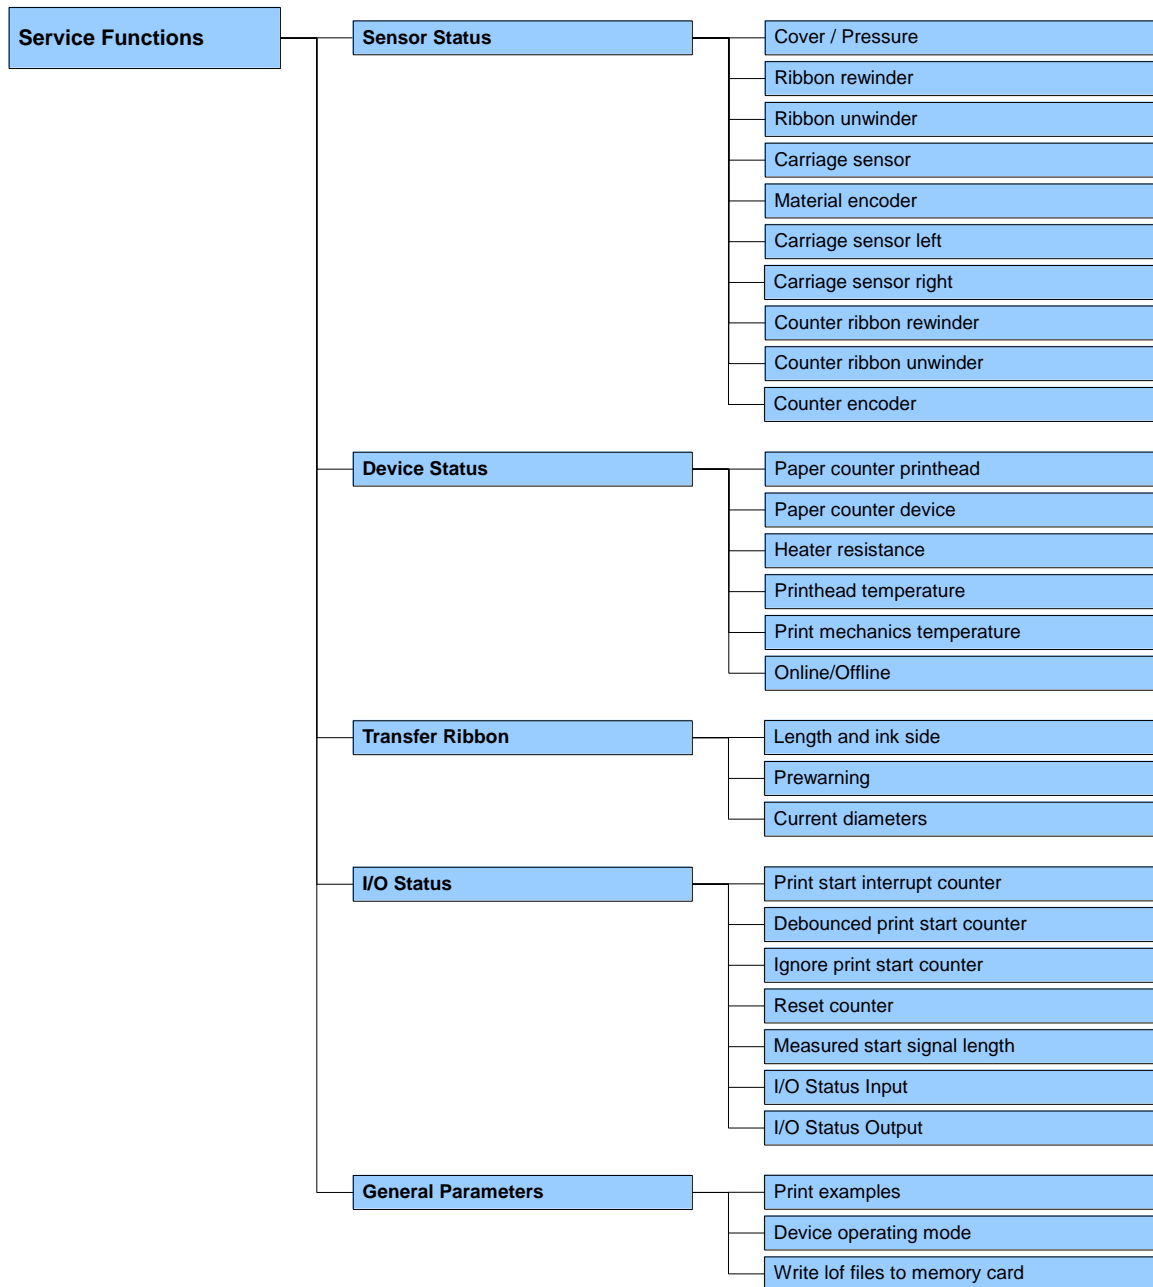 Service Functions
Sensor Status
Cover / Pressure
Ribbon rewinder
Ribbon unwinder
Carriage sensor
Material encoder
Carriage sensor left
Carriage sensor right
Counter ribbon rewinder
Counter ribbon unwinder
Counter encoder
Device Status
Paper counter printhead
Paper counter device
Heater resistance
Printhead temperature
Print mechanics temperature
Online/Offline
Transfer Ribbon
Length and ink side
Prewarning
Current diameters
I/O Status
Print start interrupt counter
Debounced print start counter
Ignore print start counter
Reset counter
Measured start signal length
I/O Status Input
I/O Status Output
General Parameters
Print examples
Device operating mode
Write lof files to memory card